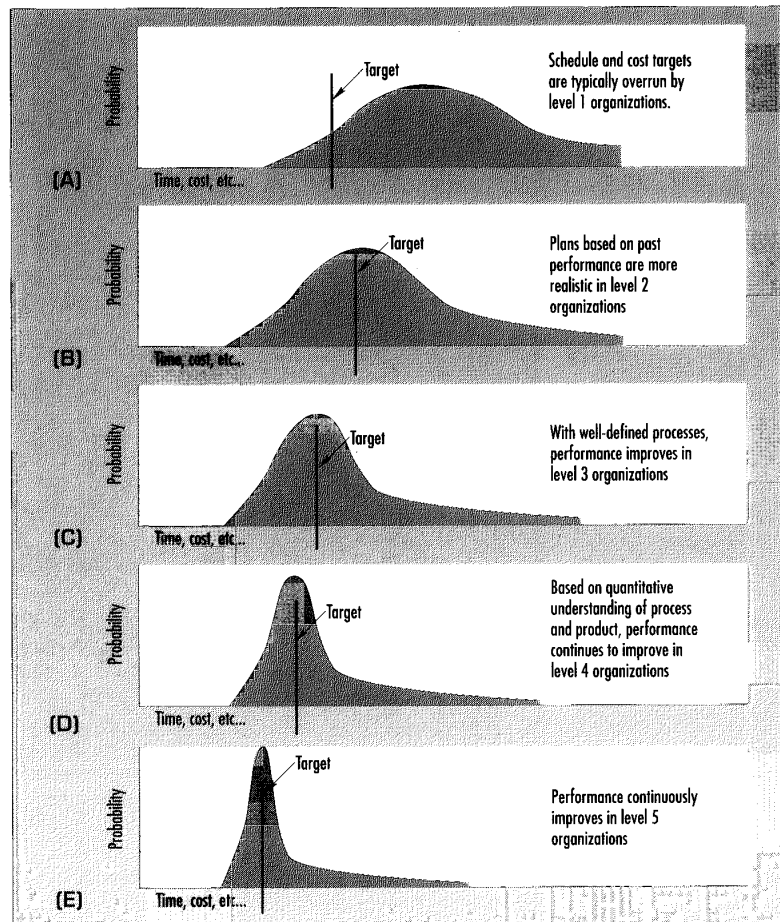 Probability
Target
Schedule and cost targets
are typically overrun by
level 1 organizations.
(A)
Time, cost, etc...
Probability
Target
Plans based on past
performance are more
realistic in level 2
organizations
(B)
Time, cost, etc...
Probability
Target
With well-defined processes,
performance improves in
level 3 organizations
(C)
Time, cost, etc...
Probability
Target
Based on quantitative
understanding of process
and product, performance
continues to improve in
level 4 organizations
(D)
Time, cost, etc...
Probability
Target
Performance continuously
improves in level 5
organizations
(E)
Time, cost, etc...